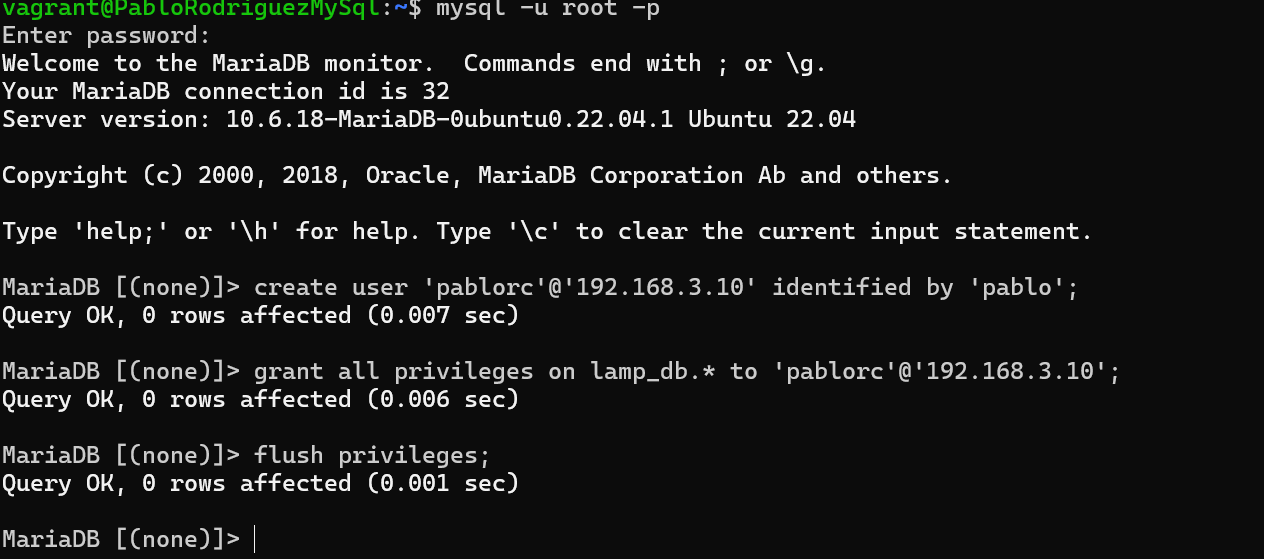 vagrant@PabloRodriguezMySql:~$ mysql -u root -p
Enter password:
Welcome to the MariaDB monitor.  Commands end with ; or \g.
Your MariaDB connection id is 32
Server version: 10.6.18-MariaDB-0ubuntu0.22.04.1 Ubuntu 22.04
Copyright (c) 2000, 2018, Oracle, MariaDB Corporation Ab and others.
Type 'help;' or '\h' for help. Type '\c' to clear the current input statement.
MariaDB [(none)]> create user 'pablorc'@'192.168.3.10' identified by 'pablo';
Query OK, 0 rows affected (0.007 sec)
MariaDB [(none)]> grant all privileges on lamp_db.* to 'pablorc'@'192.168.3.10';
Query OK, 0 rows affected (0.006 sec)
MariaDB [(none)]> flush privileges;
Query OK, 0 rows affected (0.001 sec)
MariaDB [(none)]>